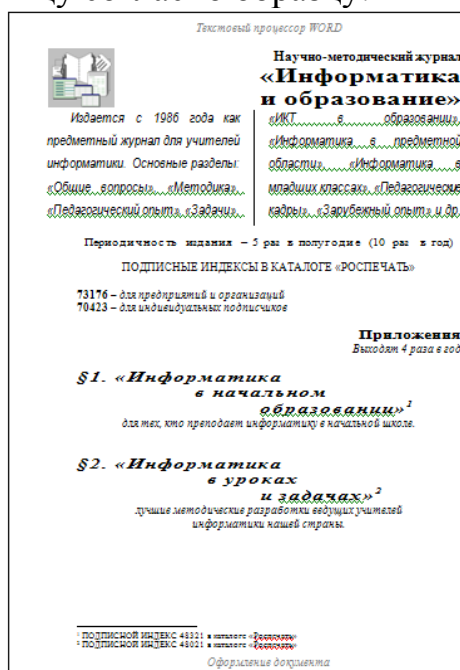 цу согласно образцу.
Текстовый процессор WORD
Научно-методический журнал
«Информатика
и образование»
Издается с 1986 года как
предметный журнал для учителей
информатики. Основные разделы:
«Общие вопросы», «Методика»,
«Педагогический опыт», «Задачи»,
«ИКТ в образовании»,
«Информатика в предметной
области», «Информатика в
младших классах», «Педагогические
кадры», «Зарубежный опыт» и др.
Периодичность издания – 5 раз в полугодие (10 раз в год)
ПОДПИСНЫЕ ИНДЕКСЫ В КАТАЛОГЕ «РОСПЕЧАТЬ»
73176 – для предприятий и организаций
70423 – для индивидуальных подписчиков
Приложения
Выходят 4 раза в год
§1. «Информатика
в начальном
образовании»¹
для тех, кто преподает информатику в начальной школе.
§2. «Информатика
в уроках
и задачах»²
лучшие методические разработки ведущих учителей
информатики нашей страны.
¹ ПОДПИСНОЙ ИНДЕКС 48321 в каталоге «Роспечать»
² ПОДПИСНОЙ ИНДЕКС 48021 в каталоге «Роспечать»
Оформление документа